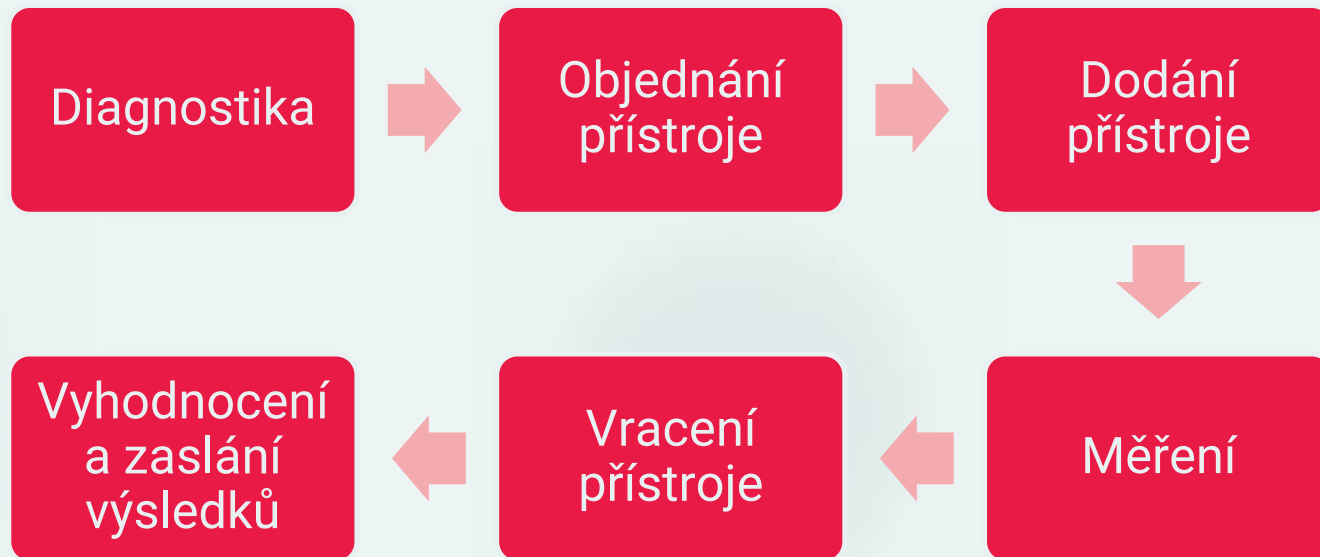 Diagnostika
Objednání
přístroje
Dodání
přístroje
Měření
Vracení
přístroje
Vyhodnocení
a zaslání
výsledků